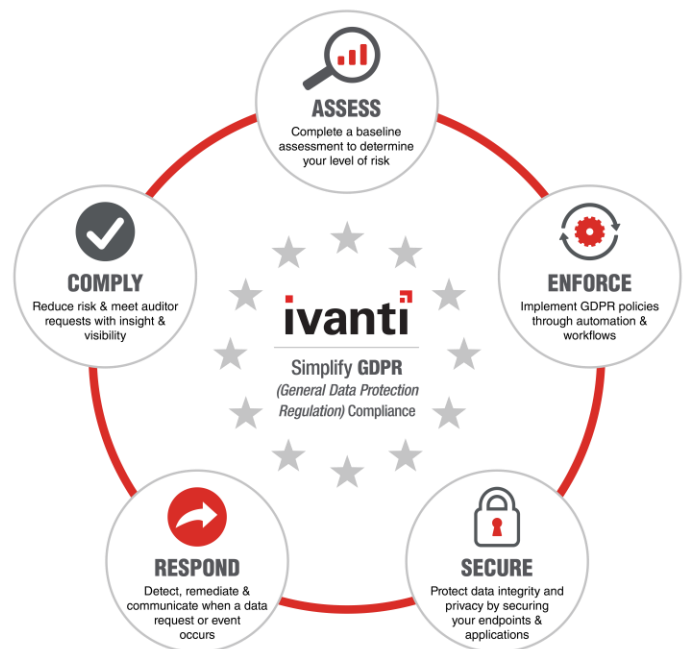 ASSESS
Complete a baseline
assessment to determine
your level of risk
COMPLY
Reduce risk & meet auditor
requests with insight &
visibility
ivanti
Simplify GDPR
(General Data Protection
Regulation) Compliance
ENFORCE
Implement GDPR policies
through automation &
workflows
RESPOND
Detect, remediate &
communicate when a data
request or event
occurs
SECURE
Protect data integrity and
privacy by securing
your endpoints &
applications